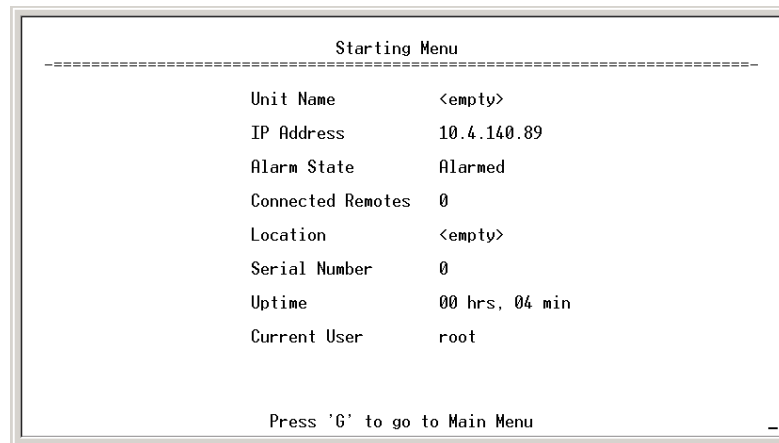 Starting Menu
-==========================================================================-
Unit Name <empty>
IP Address 10.4.140.89
Alarm State Alarmed
Connected Remotes 0
Location <empty>
Serial Number 0
Uptime 00 hrs, 04 min
Current User root
Press 'G' to go to Main Menu _